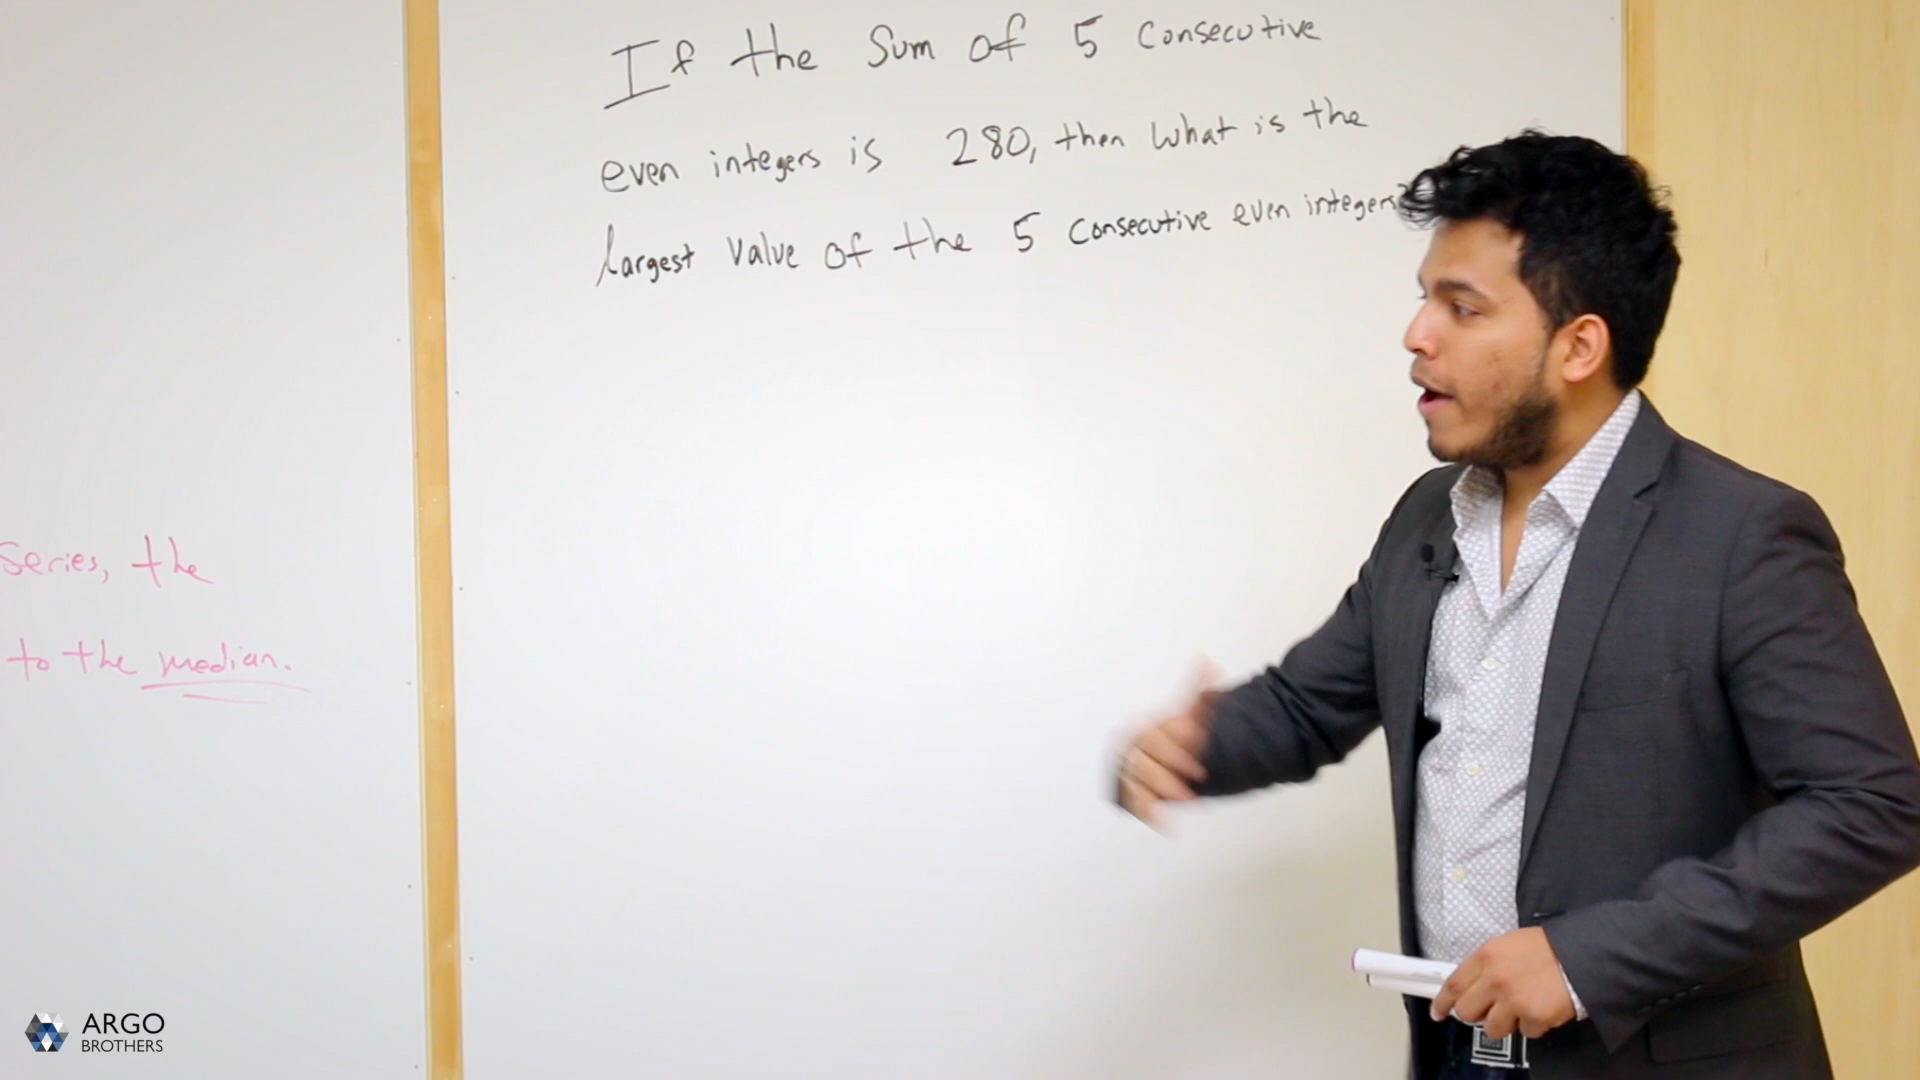 If the Sum of 5 Consecutive
even integers is 280, then what is the
largest value of the 5 consecutive even integers?
series, the
to the median.
ARGO
BROTHERS